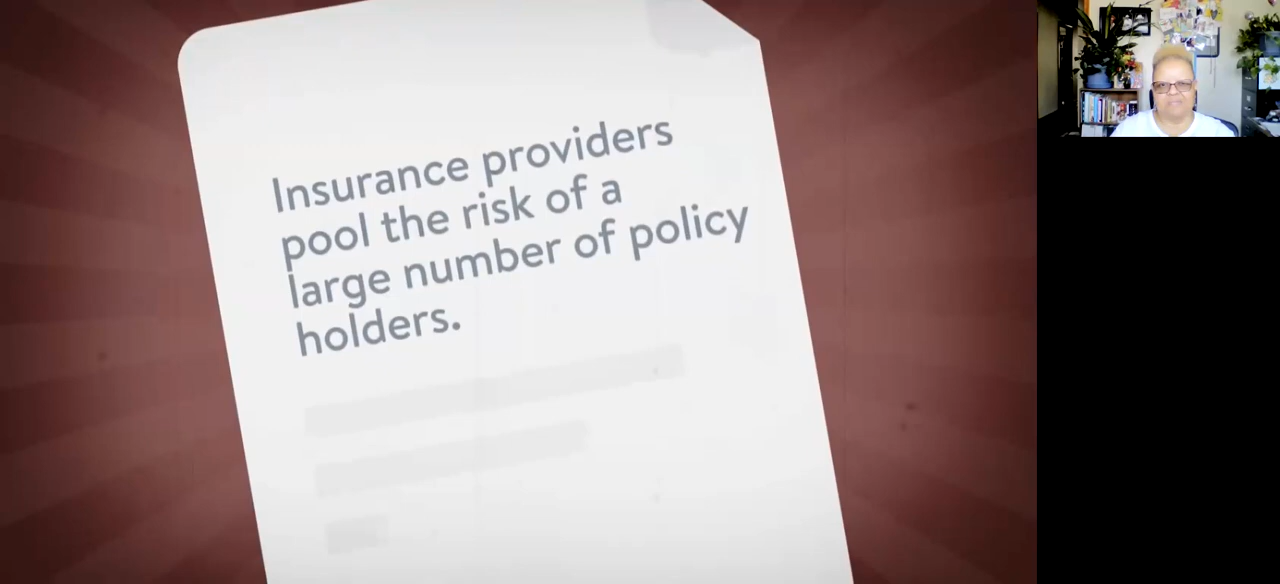 Insurance providers
pool the risk of a
large number of policy
holders.